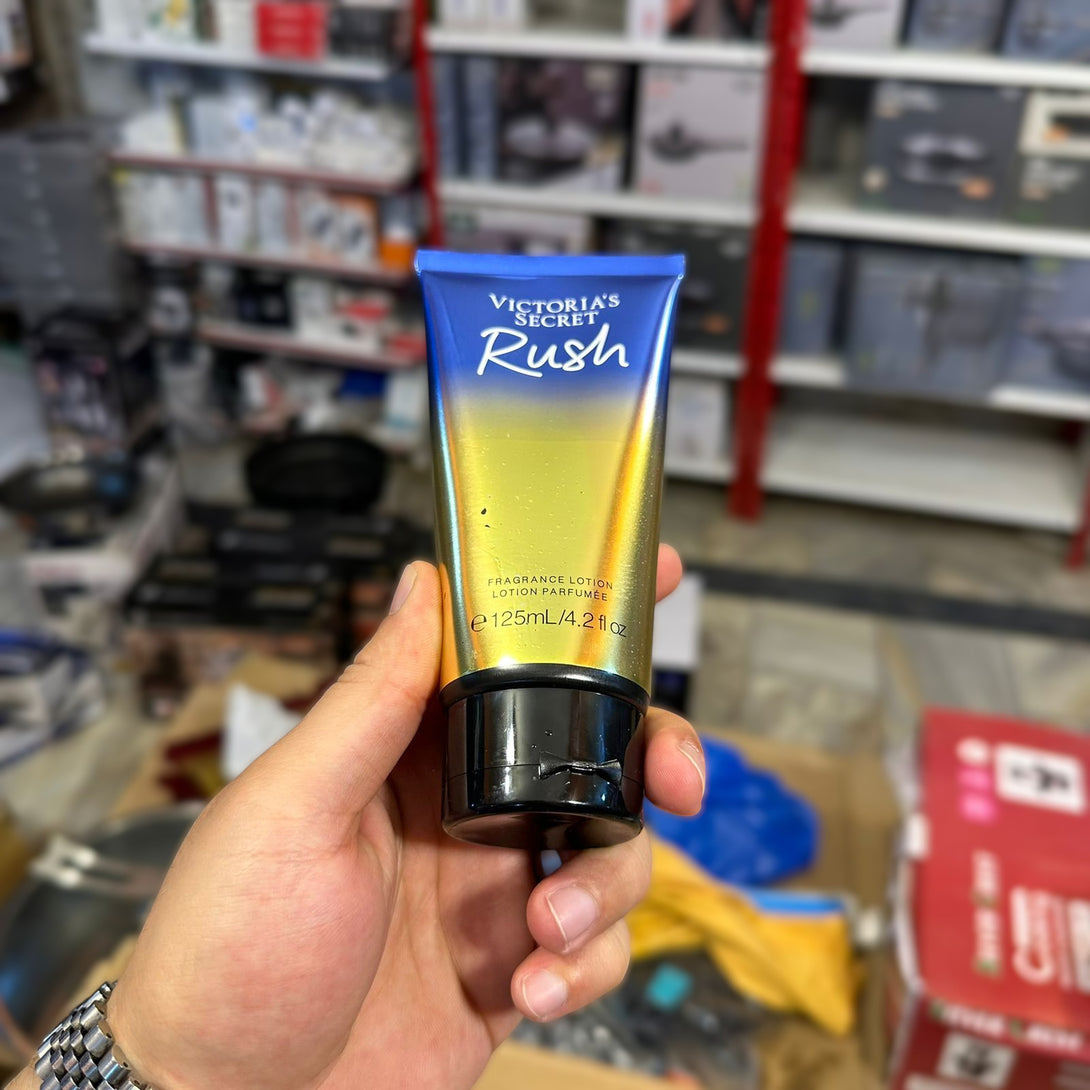 VICTORIA'S
SECRET
Rush
FRAGRANCE LOTION
LOTION PARFUMÉE
℮125mL/4.2 fl oz